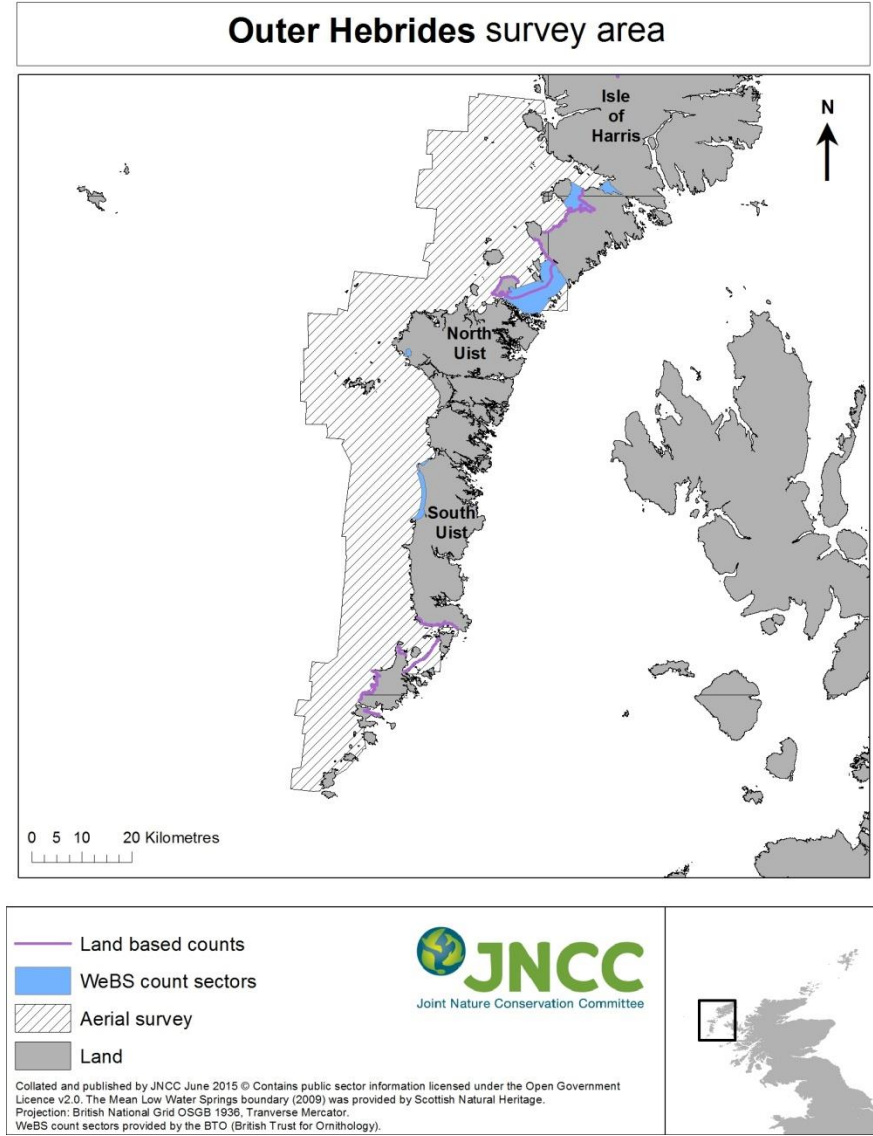 Outer Hebrides survey area
Isle
of
Harris
N
North
Uist
South
Uist
0 5 10 20 Kilometres
Land based counts
WeBS count sectors
Aerial survey
Land
JNCC
Joint Nature Conservation Committee
Collated and published by JNCC June 2015 © Contains public sector information licensed under the Open Government
Licence v2.0. The Mean Low Water Springs boundary (2009) was provided by Scottish Natural Heritage.
Projection: British National Grid OSGB 1936, Tranverse Mercator.
WeBS count sectors provided by the BTO (British Trust for Ornithology).